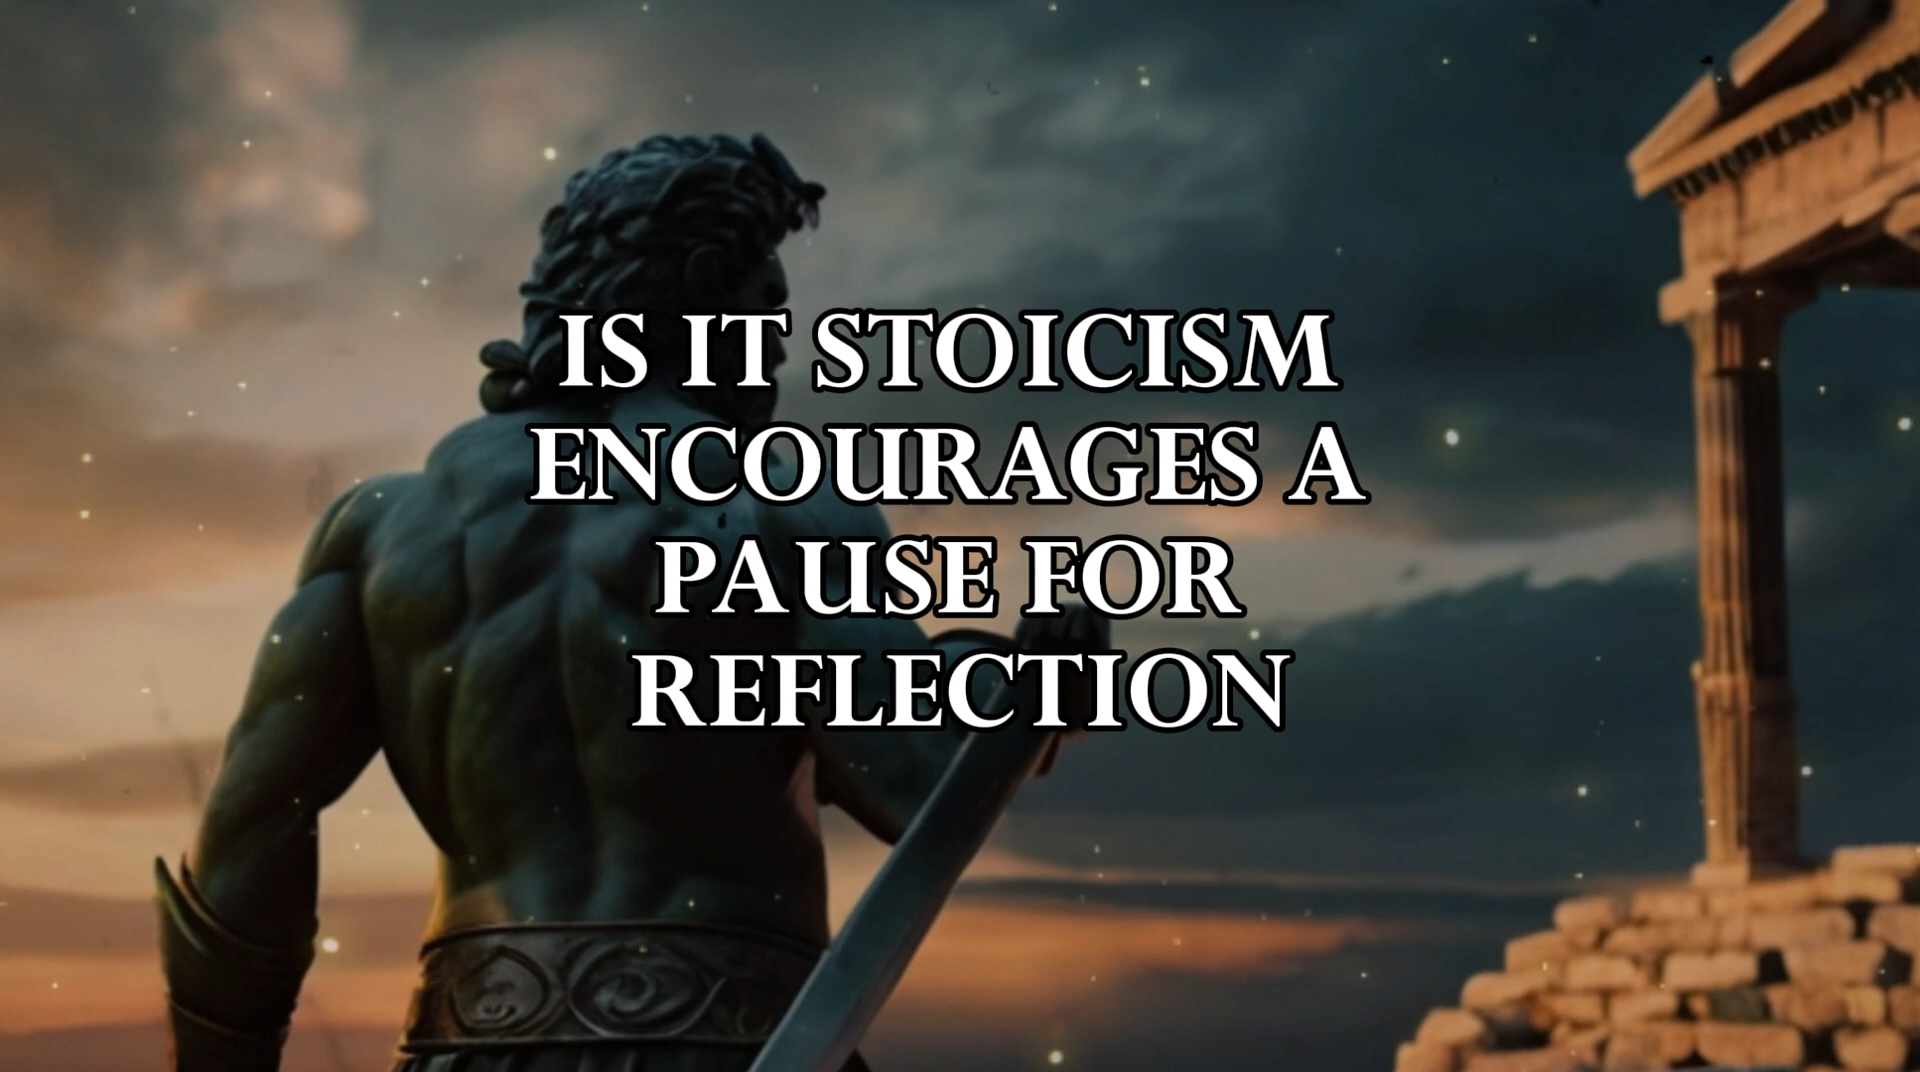 IS IT STOICISM
ENCOURAGES A
PAUSE FOR
REFLECTION